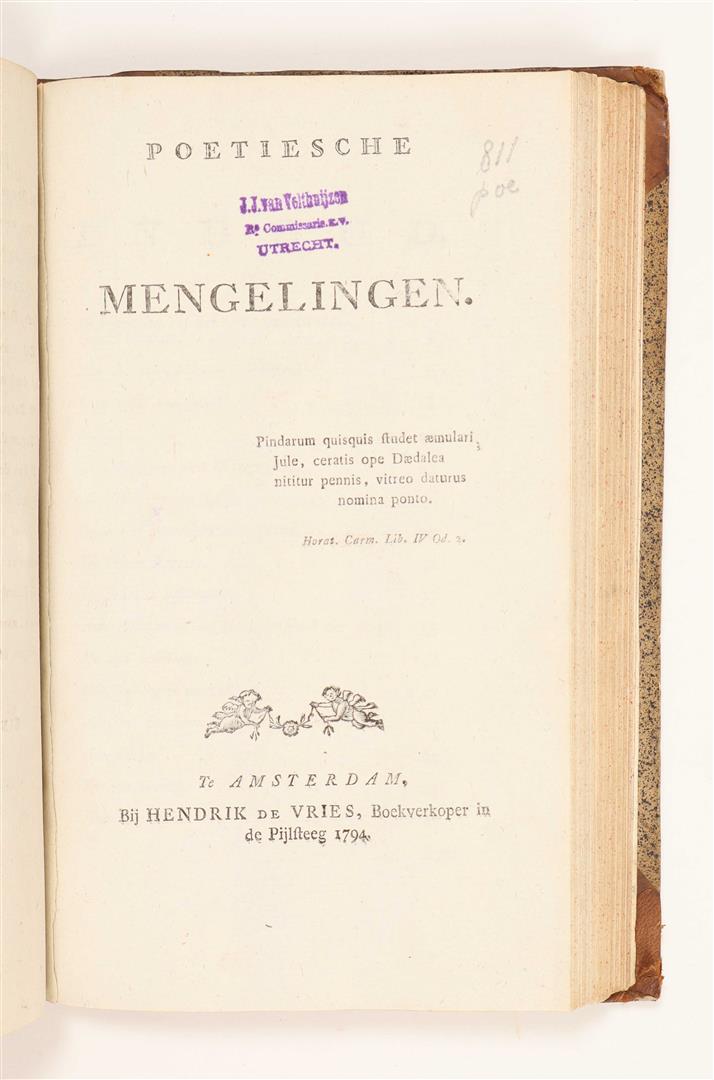 POETIESCHE
811
poe
J.J. van Velthuijzen
Rs Commissaris. z.v.
UTRECHT.
MENGELINGEN.
Pindarum quisquis ſtudet æmulari,
Jule, ceratis ope Dædalea
nititur pennis, vitreo daturus
nomina ponto.
Horat. Carm. Lib. IV Od. 2.
Te AMSTERDAM,
Bij HENDRIK DE VRIES, Boekverkoper in
de Pijlſteeg 1794.